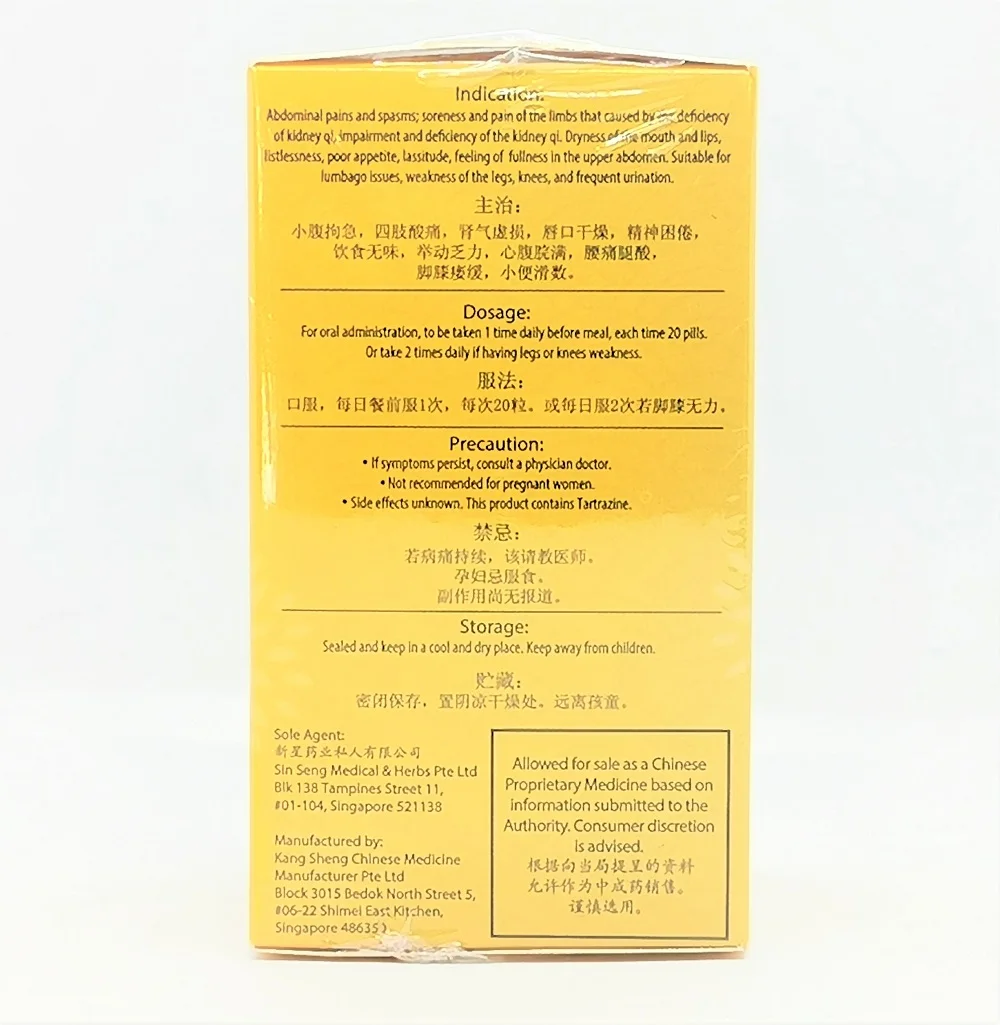 Indication:
Abdominal pains and spasms; soreness and pain of the limbs that caused by the deficiency
of kidney qi, impairment and deficiency of the kidney qi. Dryness of the mouth and lips,
listlessness, poor appetite, lassitude, feeling of fullness in the upper abdomen. Suitable for
lumbago issues, weakness of the legs, knees, and frequent urination.
主治：
小腹拘急，四肢酸痛，肾气虚损，唇口干燥，精神困倦，
饮食无味，举动乏力，心腹脘满，腰痛腿酸，
脚膝痿缓，小便滑数。
Dosage:
For oral administration, to be taken 1 time daily before meal, each time 20 pills.
Or take 2 times daily if having legs or knees weakness.
服法：
口服，每日餐前服1次，每次20粒。或每日服2次若脚膝无力。
Precaution:
• If symptoms persist, consult a physician doctor.
• Not recommended for pregnant women.
• Side effects unknown. This product contains Tartrazine.
禁忌：
若病痛持续，该请教医师。
孕妇忌服食。
副作用尚无报道。
Storage:
Sealed and keep in a cool and dry place. Keep away from children.
贮藏：
密闭保存，置阴凉干燥处。远离孩童。
Sole Agent:
新星药业私人有限公司
Sin Seng Medical & Herbs Pte Ltd
Blk 138 Tampines Street 11,
#01-104, Singapore 521138
Manufactured by:
Kang Sheng Chinese Medicine
Manufacturer Pte Ltd
Block 3015 Bedok North Street 5,
#06-22 Shimei East Kitchen,
Singapore
Allowed for sale as a Chinese
Proprietary Medicine based on
information submitted to the
Authority. Consumer discretion
is advised.
根据向当局提呈的资料
允许作为中成药销售。
谨慎选用。